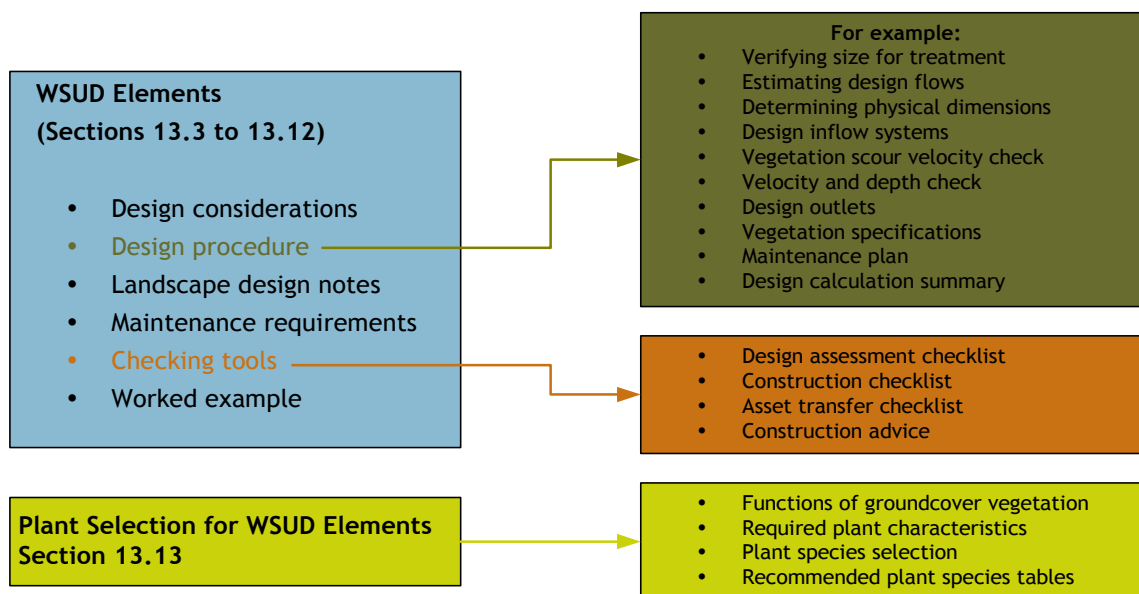 WSUD Elements
(Sections 13.3 to 13.12)
• Design considerations
• Design procedure
• Landscape design notes
• Maintenance requirements
• Checking tools
• Worked example
For example:
• Verifying size for treatment
• Estimating design flows
• Determining physical dimensions
• Design inflow systems
• Vegetation scour velocity check
• Velocity and depth check
• Design outlets
• Vegetation specifications
• Maintenance plan
• Design calculation summary
• Design assessment checklist
• Construction checklist
• Asset transfer checklist
• Construction advice
Plant Selection for WSUD Elements
Section 13.13
• Functions of groundcover vegetation
• Required plant characteristics
• Plant species selection
• Recommended plant species tables